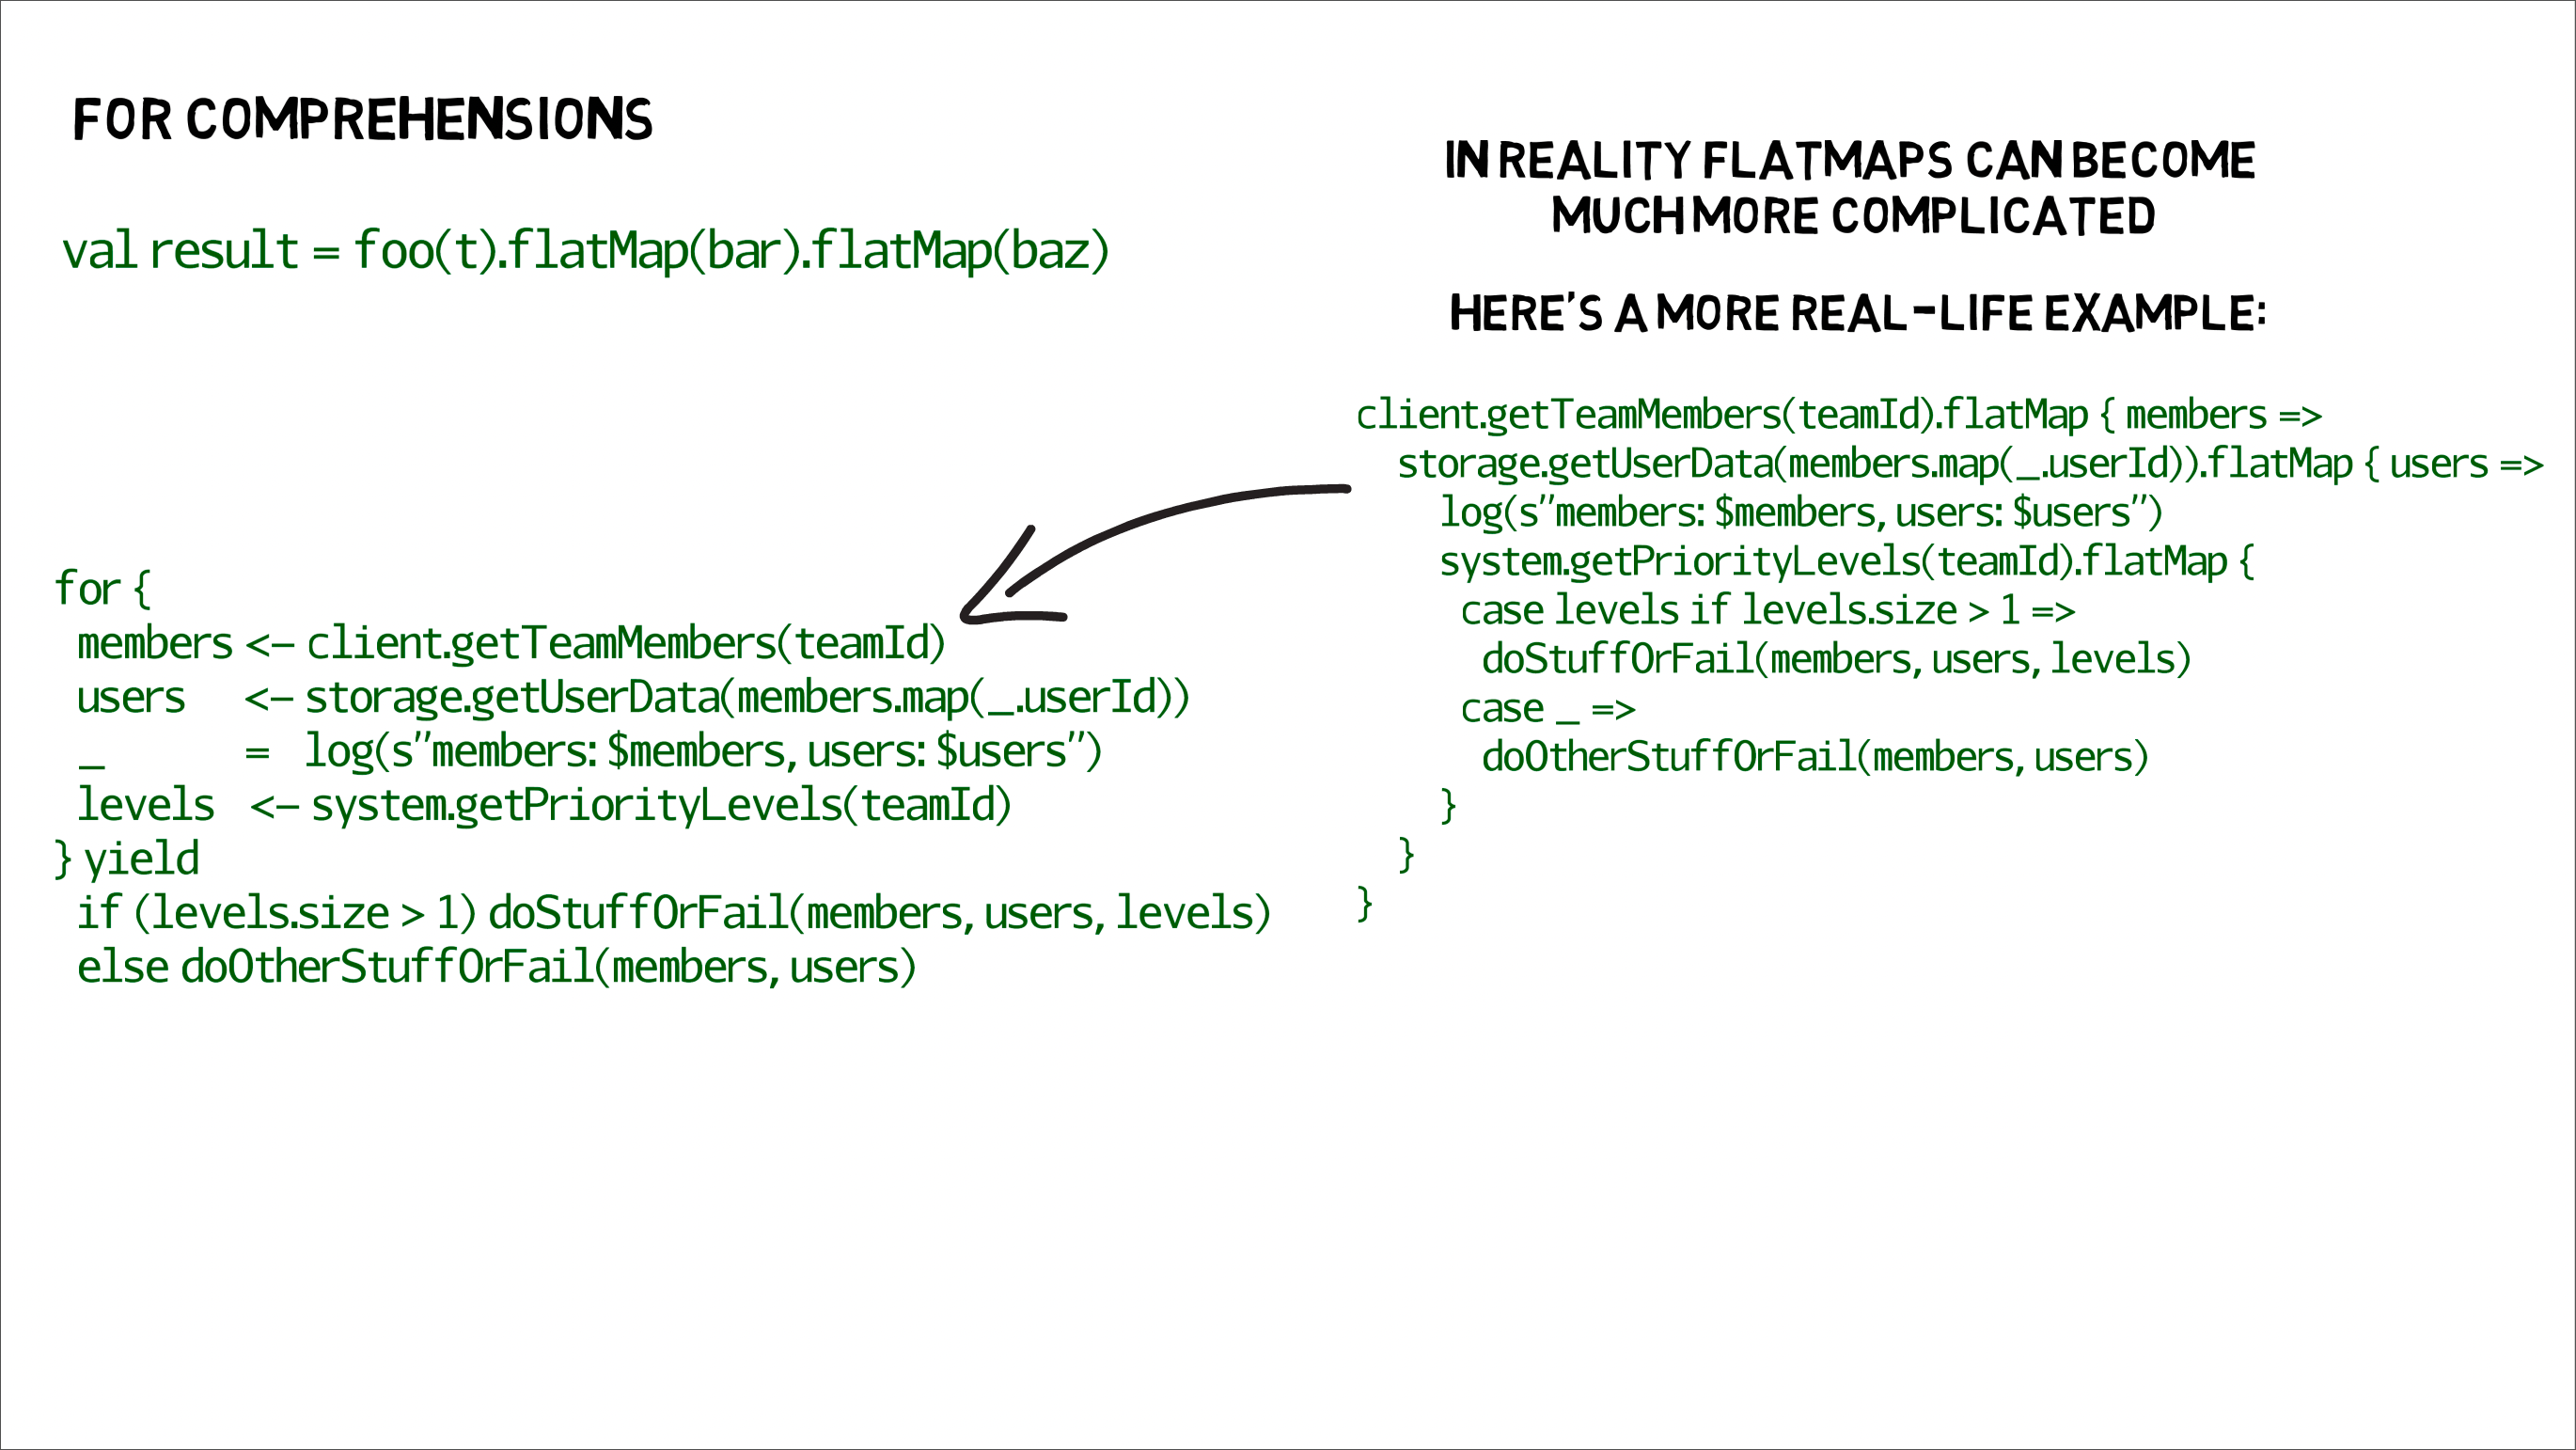 FOR COMPREHENSIONS
val result = foo(t).flatMap(bar).flatMap(baz)
for {
members <– client.getTeamMembers(teamId)
users <– storage.getUserData(members.map(_.userId))
_ = log(s"members: $members, users: $users")
levels <– system.getPriorityLevels(teamId)
} yield
if (levels.size > 1) doStuffOrFail(members, users, levels)
else doOtherStuffOrFail(members, users)
IN REALITY FLATMAPS CAN BECOME
MUCH MORE COMPLICATED
HERE'S A MORE REAL-LIFE EXAMPLE:
client.getTeamMembers(teamId).flatMap { members =>
storage.getUserData(members.map(_.userId)).flatMap { users =>
log(s"members: $members, users: $users")
system.getPriorityLevels(teamId).flatMap {
case levels if levels.size > 1 =>
doStuffOrFail(members, users, levels)
case _ =>
doOtherStuffOrFail(members, users)
}
}
}